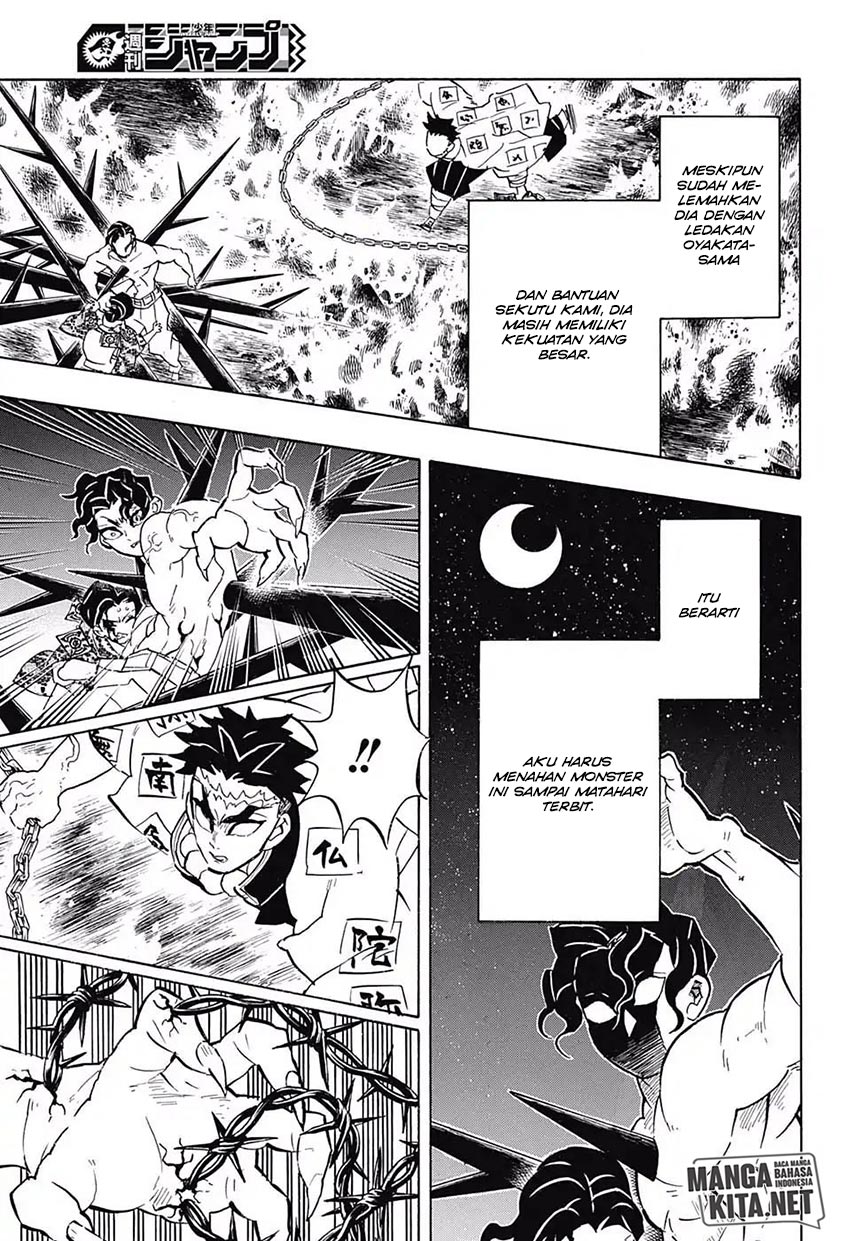 少年
週刊
ジャンプ
MESKIPUN
SUDAH ME-
LEMAHKAN
DIA DENGAN
LEDAKAN
OYAKATA-
SAMA
DAN BANTUAN
SEKUTU KAMI, DIA
MASIH MEMILIKI
KEKUATAN YANG
BESAR.
ITU
BERARTI
AKU HARUS
MENAHAN MONSTER
INI SAMPAI MATAHARI
TERBIT.
!!
南
仏
陀
弥
MANGA
BACA MANGA
BAHASA
INDONESIA
KITA.NET